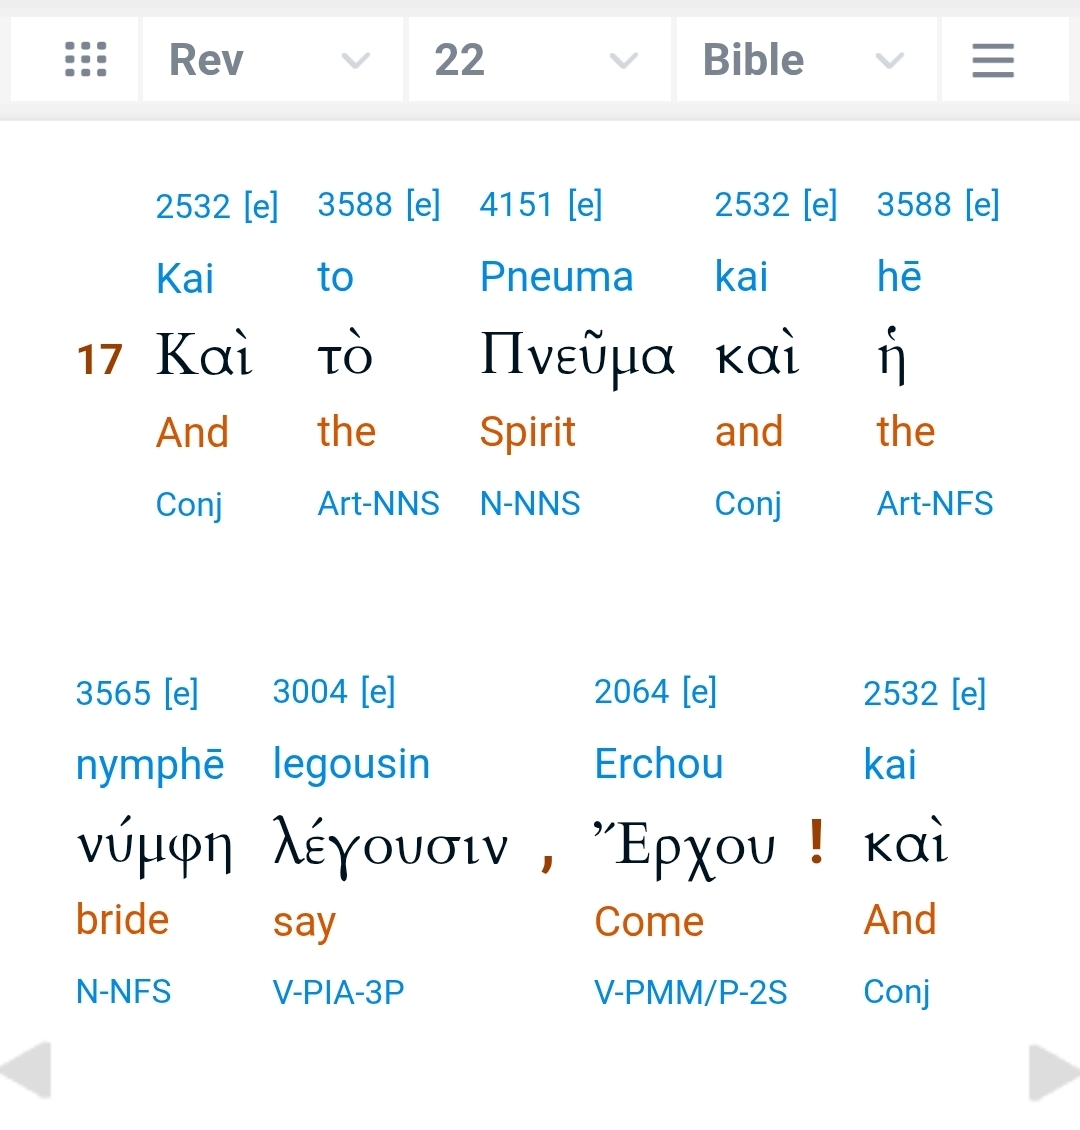 Rev 22 Bible
2532 [e] 3588 [e] 4151 [e] 2532 [e] 3588 [e]
Kai to Pneuma kai hē
17 Καὶ τὸ Πνεῦμα καὶ ἡ
And the Spirit and the
Conj Art-NNS N-NNS Conj Art-NFS
3565 [e] 3004 [e] 2064 [e] 2532 [e]
nymphē legousin Erchou kai
νύμφη λέγουσιν , Ἔρχου ! καὶ
bride say Come And
N-NFS V-PIA-3P V-PMM/P-2S Conj